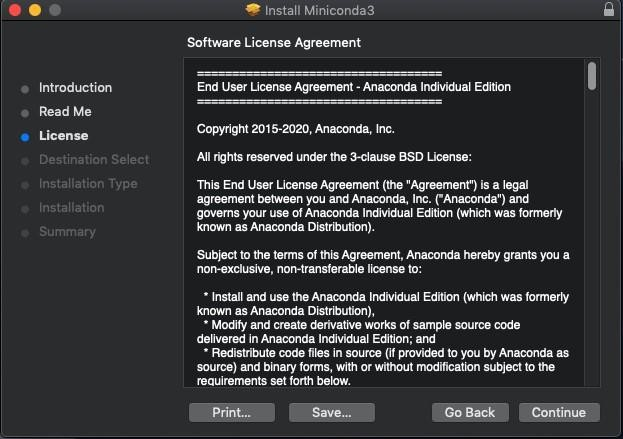 Install Miniconda3
Software License Agreement
Introduction
Read Me
License
Destination Select
Installation Type
Installation
Summary
==================================
End User License Agreement - Anaconda Individual Edition
==================================
Copyright 2015-2020, Anaconda, Inc.
All rights reserved under the 3-clause BSD License:
This End User License Agreement (the "Agreement") is a legal
agreement between you and Anaconda, Inc. ("Anaconda") and
governs your use of Anaconda Individual Edition (which was formerly
known as Anaconda Distribution).
Subject to the terms of this Agreement, Anaconda hereby grants you a
non-exclusive, non-transferable license to:
* Install and use the Anaconda Individual Edition (which was formerly
known as Anaconda Distribution),
* Modify and create derivative works of sample source code
delivered in Anaconda Individual Edition; and
* Redistribute code files in source (if provided to you by Anaconda as
source) and binary forms, with or without modification subject to the
requirements set forth below.
Print...
Save...
Go Back
Continue